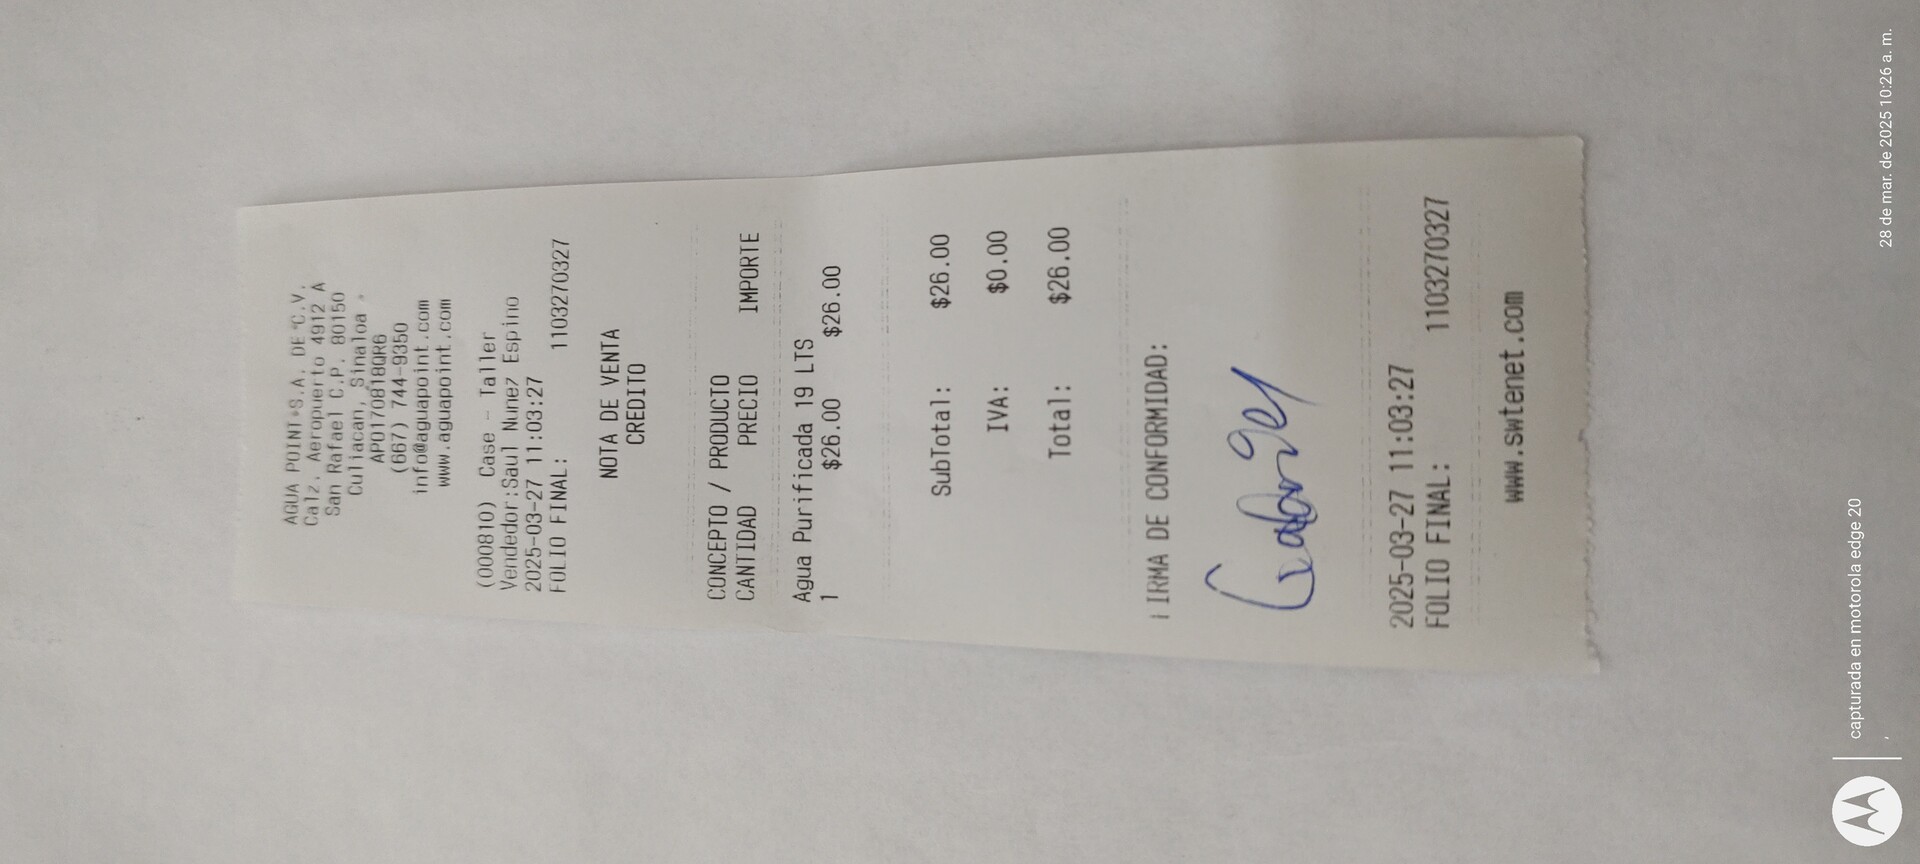 AGUA POINT S.A. DE C.V.
Calz. Aeropuerto 4912 A
San Rafael C.P. 80150
Culiacan, Sinaloa
APO170818QR6
(667) 744-9350
info@aguapoint.com
www.aguapoint.com
(000810) Case - Taller
Vendedor:Saul Nunez Espino
2025-03-27 11:03:27
FOLIO FINAL: 1103270327
NOTA DE VENTA
CREDITO
CONCEPTO / PRODUCTO
CANTIDAD PRECIO IMPORTE
Agua Purificada 19 LTS
1 $26.00 $26.00
SubTotal: $26.00
IVA: $0.00
Total: $26.00
FIRMA DE CONFORMIDAD:
2025-03-27 11:03:27
FOLIO FINAL: 1103270327
www.swtenet.com
capturada en motorola edge 20
28 de mar. de 2025 10:26 a. m.